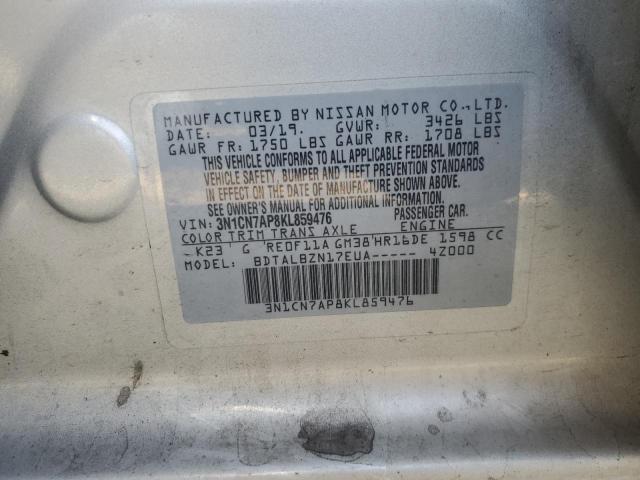 MANUFACTURED BY NISSAN MOTOR CO., LTD.
DATE: 03/19. GVWR: 3426 LBS
GAWR FR: 1750 LBS GAWR RR: 1708 LBS
THIS VEHICLE CONFORMS TO ALL APPLICABLE FEDERAL MOTOR
VEHICLE SAFETY, BUMPER AND THEFT PREVENTION STANDARDS
IN EFFECT ON THE DATE OF MANUFACTURE SHOWN ABOVE.
SEE OWNER'S MANUAL FOR ADDITIONAL INFORMATION.
VIN: 3N1CN7AP8KL859476 PASSENGER CAR.
COLOR TRIM TRANS AXLE ENGINE
K23 G RE0F11A GM38 HR16DE 1598 CC
MODEL: BDTALBZN17EUA----- 4Z000
3N1CN7AP8KL859476